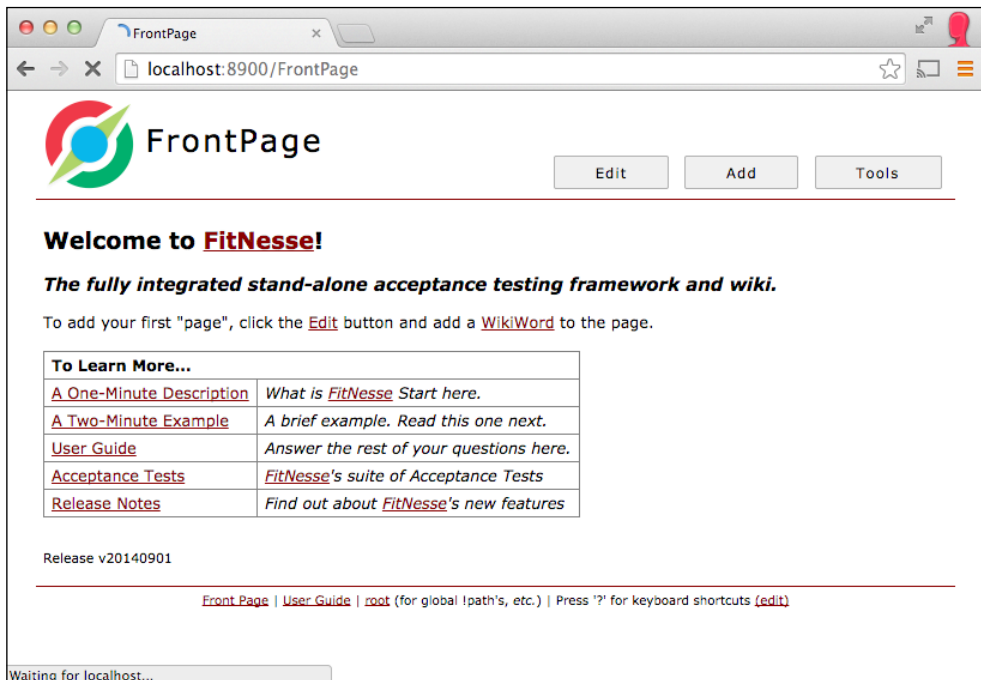 FrontPage
localhost:8900/FrontPage
FrontPage
Edit Add Tools
Welcome to FitNesse!
The fully integrated stand-alone acceptance testing framework and wiki.
To add your first "page", click the Edit button and add a WikiWord to the page.
To Learn More...
A One-Minute Description What is FitNesse Start here.
A Two-Minute Example A brief example. Read this one next.
User Guide Answer the rest of your questions here.
Acceptance Tests FitNesse's suite of Acceptance Tests
Release Notes Find out about FitNesse's new features
Release v20140901
Front Page | User Guide | root (for global !path's, etc.) | Press '?' for keyboard shortcuts (edit)
Waiting for localhost...